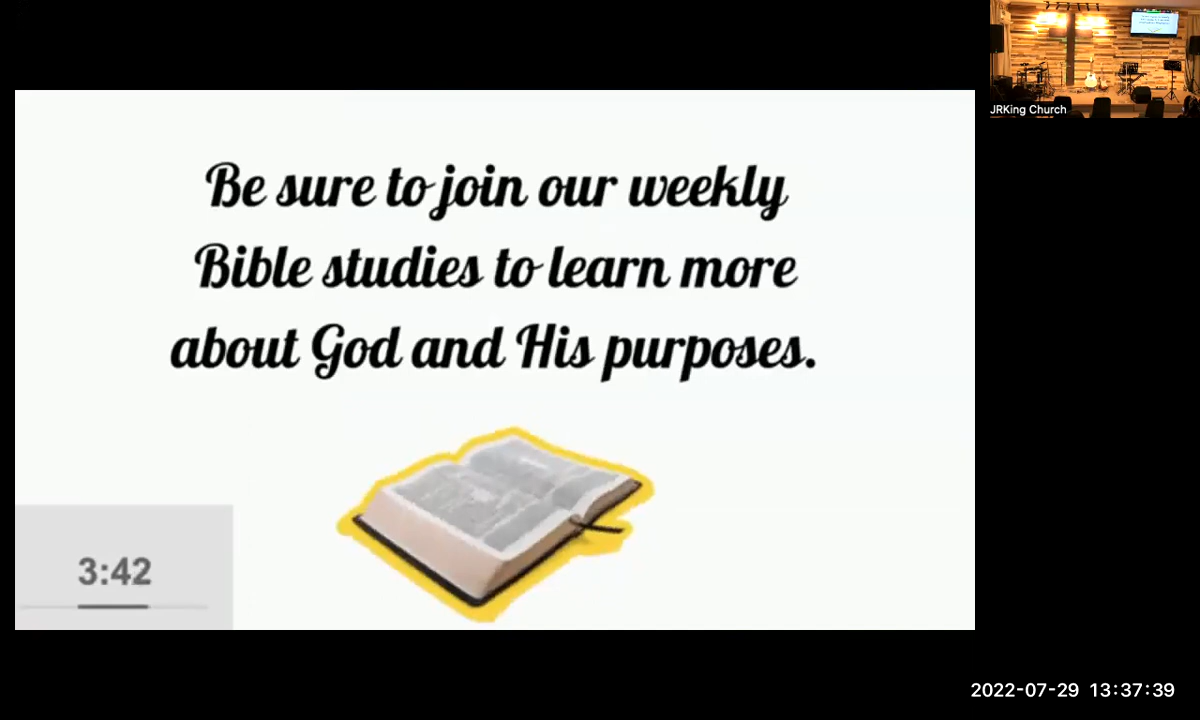 JRKing Church
Be sure to join our weekly
Bible studies to learn more
about God and His purposes.
3:42
2022-07-29 13:37:39